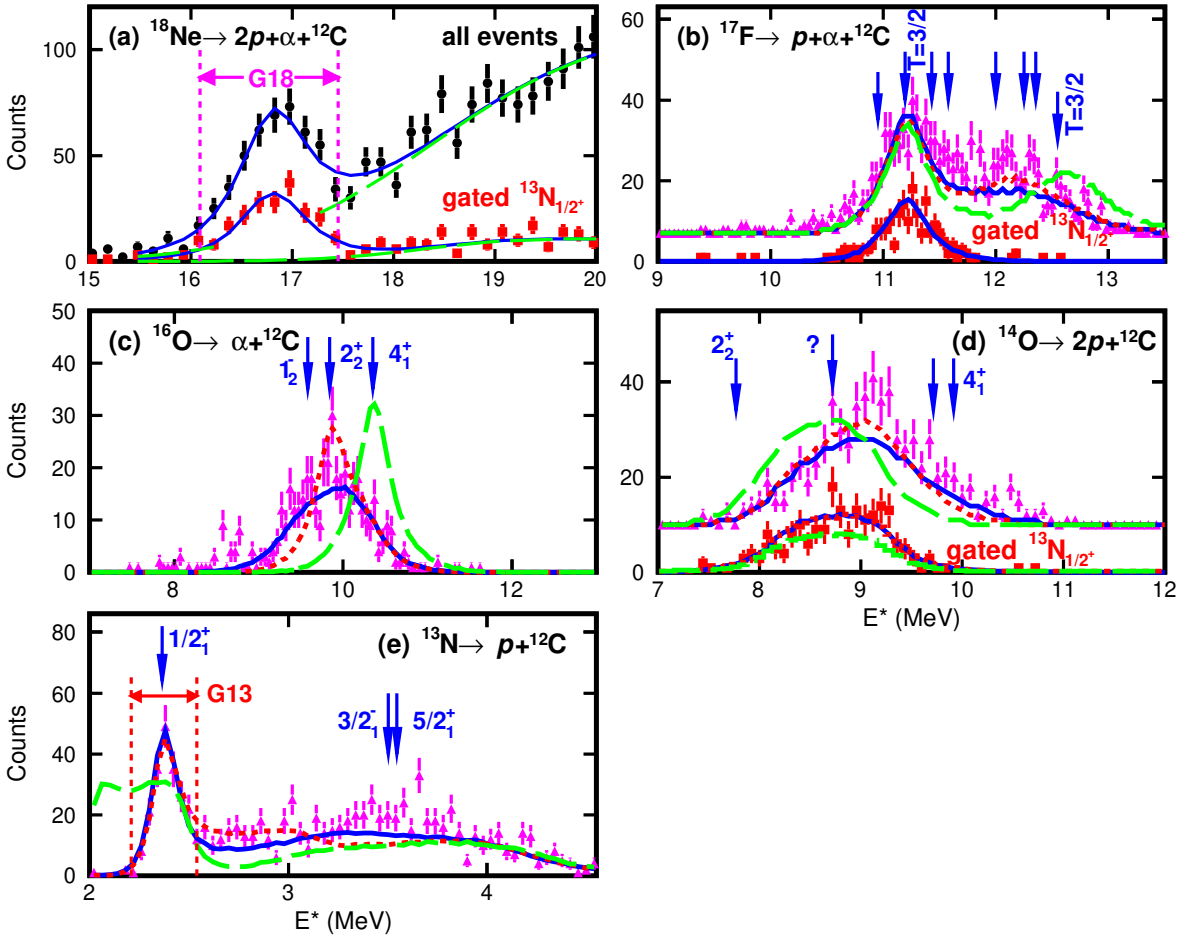 (a) ¹⁸Ne→ 2p+α+¹²C
all events
G18
gated ¹³N₁/₂⁺
Counts
100
50
0
15 16 17 18 19 20
(b) ¹⁷F→ p+α+¹²C
T=3/2
T=3/2
gated ¹³N₁/₂⁻
60
40
20
0
9 10 11 12 13
(c) ¹⁶O→ α+¹²C
1₂⁻ 2₂⁺ 4₁⁺
Counts
50
40
30
20
10
0
8 10 12
(d) ¹⁴O→ 2p+¹²C
2₂⁺ ? 4₁⁺
gated ¹³N₁/₂⁺
40
20
0
7 8 9 10 11 12
E* (MeV)
(e) ¹³N→ p+¹²C
1/2₁⁺
G13
3/2₁⁻ 5/2₁⁺
Counts
80
60
40
20
0
2 3 4
E* (MeV)